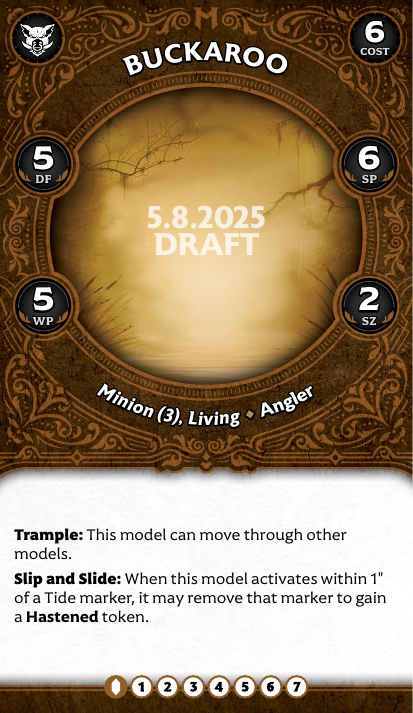 6
COST
BUCKAROO
5
DF
6
SP
5.8.2025
DRAFT
5
WP
2
SZ
Minion (3), Living ⬥ Angler
Trample: This model can move through other
models.
Slip and Slide: When this model activates within 1"
of a Tide marker, it may remove that marker to gain
a Hastened token.
1 2 3 4 5 6 7